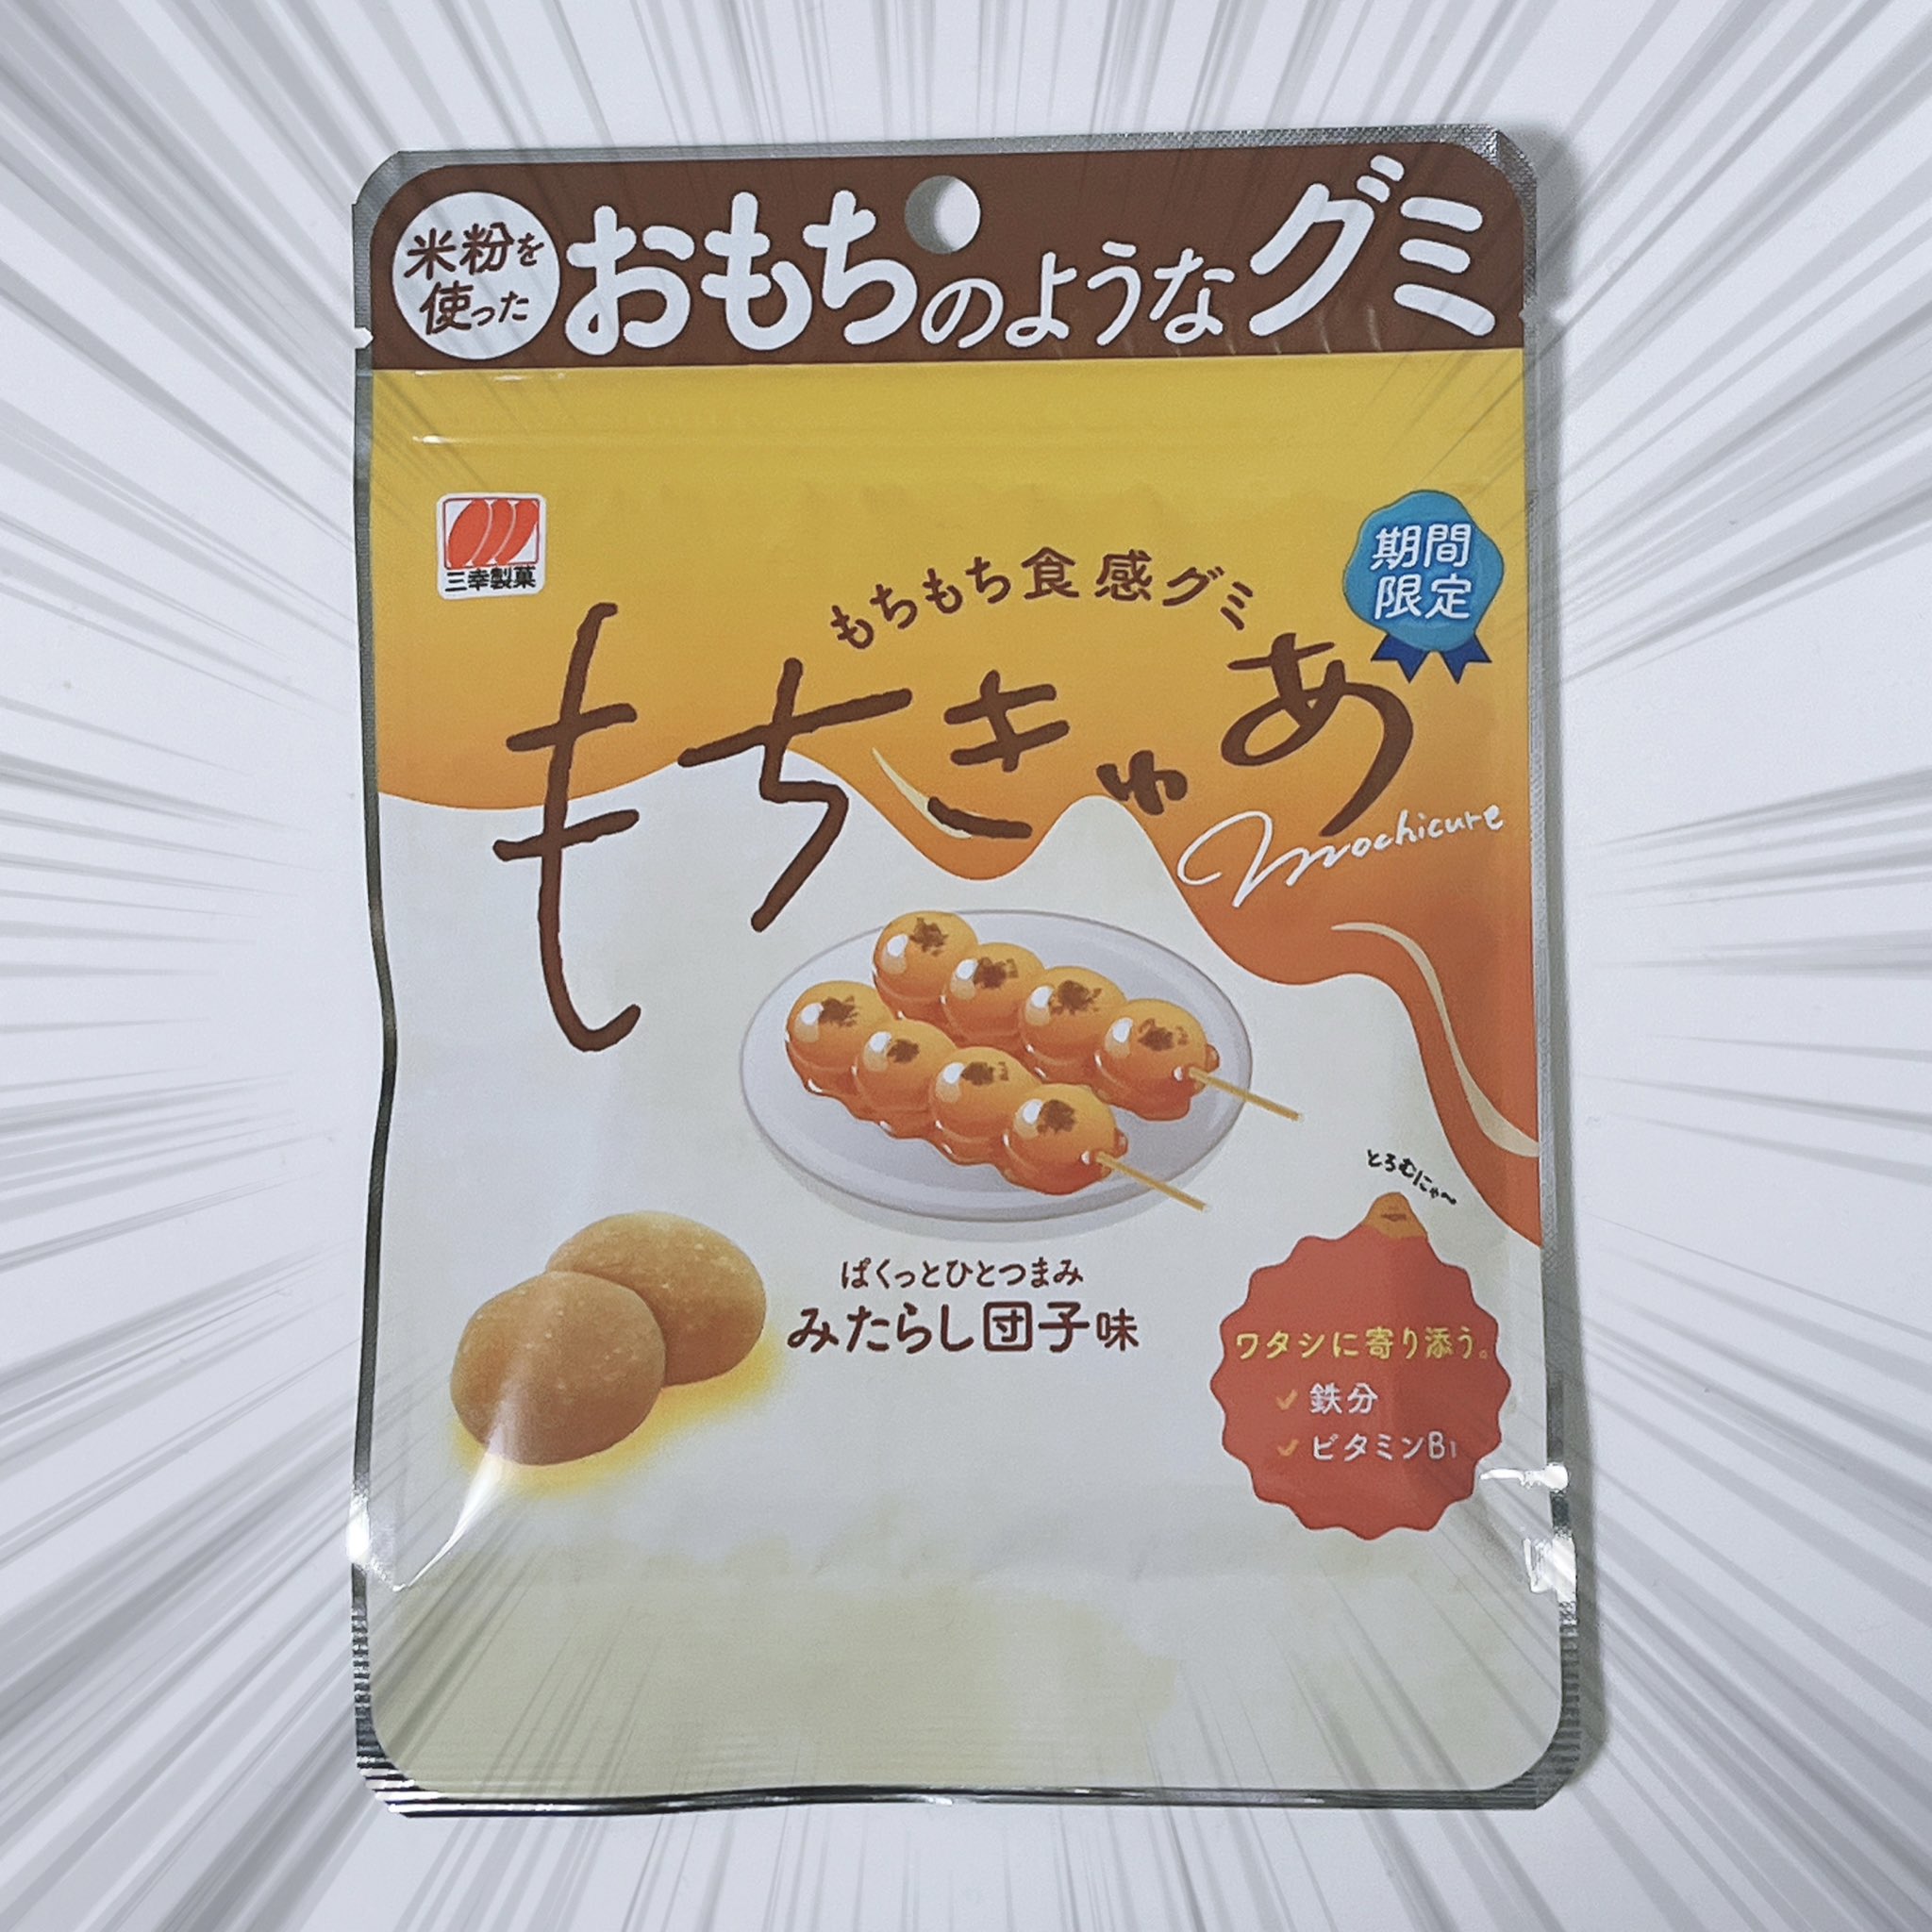 米粉を
使った
おもちのようなグミ
三幸製菓
期間
限定
もちもち食感グミ
もちきゅあ
mochicure
とろむにゃ〜
ぱくっとひとつまみ
みたらし団子味
ワタシに寄り添う。
鉄分
ビタミンB1